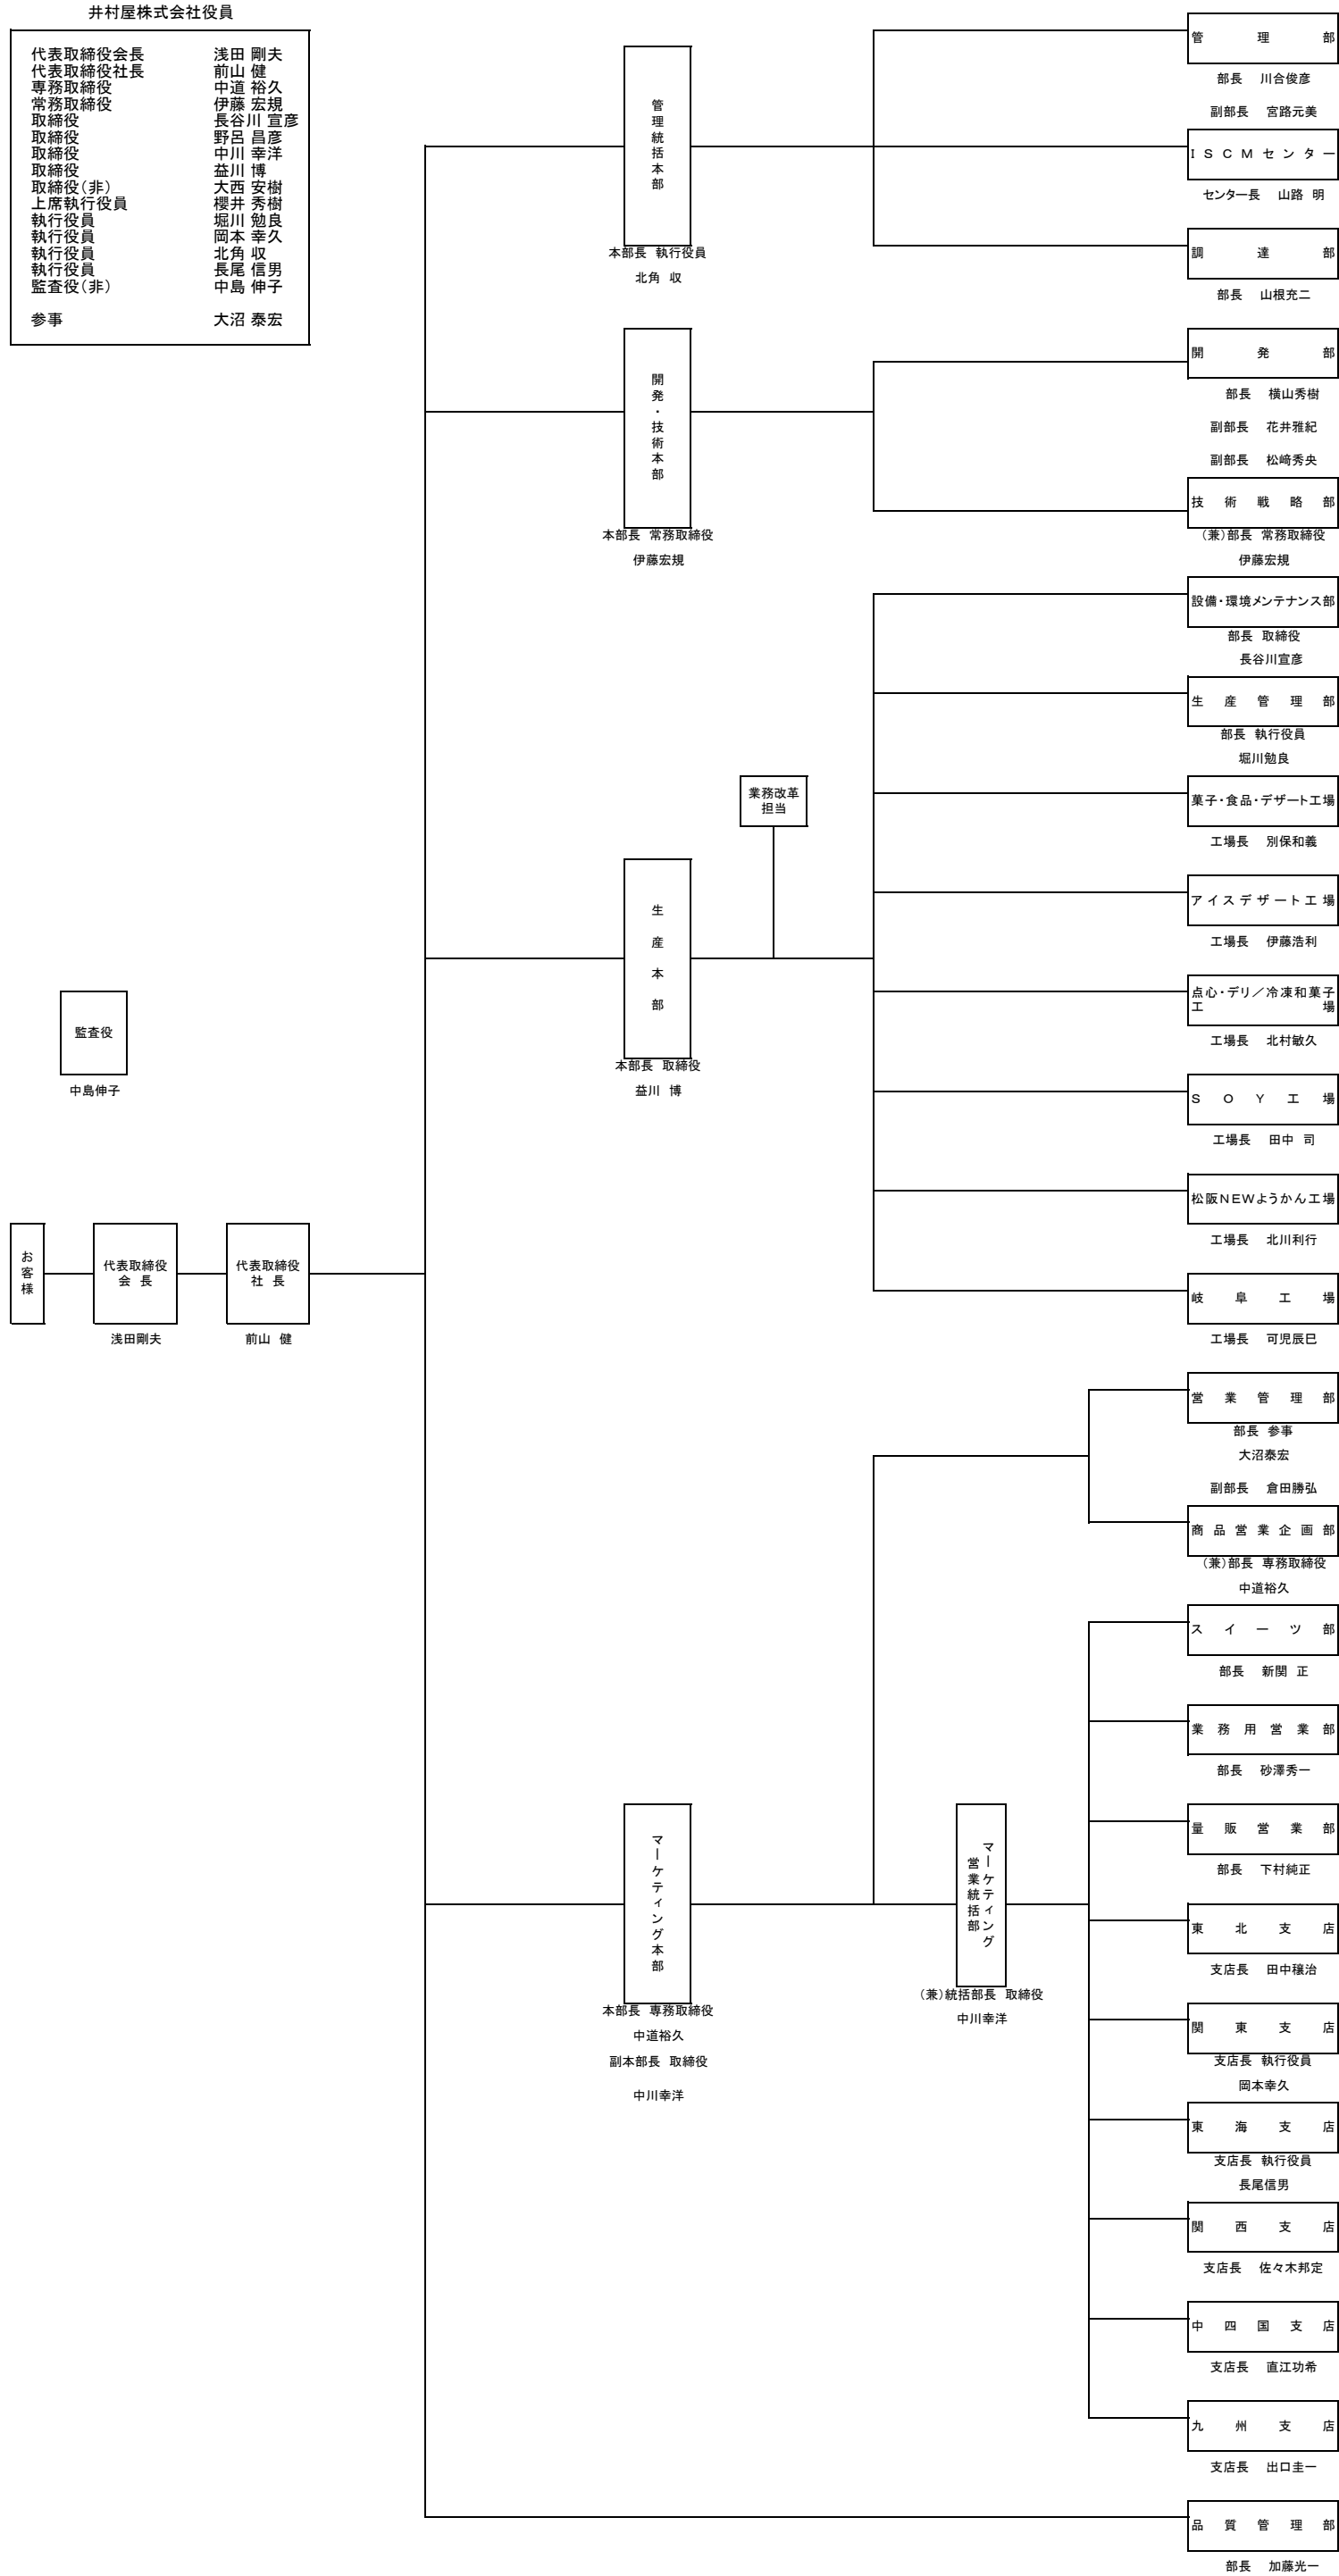 井村屋株式会社役員
代表取締役会長 浅田 剛夫
代表取締役社長 前山 健
専務取締役 中道 裕久
常務取締役 伊藤 宏規
取締役 長谷川 宣彦
取締役 野呂 昌彦
取締役 中川 幸洋
取締役 益川 博
取締役(非) 大西 安樹
上席執行役員 櫻井 秀樹
執行役員 堀川 勉良
執行役員 岡本 幸久
執行役員 北角 収
執行役員 長尾 信男
監査役(非) 中島 伸子
参事 大沼 泰宏
監査役
中島伸子
お客様
代表取締役
会 長
浅田剛夫
代表取締役
社 長
前山 健
管理統括本部
本部長 執行役員
北角 収
管理部
部長 川合俊彦
副部長 宮路元美
ISCMセンター
センター長 山路 明
調達部
部長 山根充二
開発・技術本部
本部長 常務取締役
伊藤宏規
開発部
部長 横山秀樹
副部長 花井雅紀
副部長 松﨑秀央
技術戦略部
(兼)部長 常務取締役
伊藤宏規
生産本部
本部長 取締役
益川 博
業務改革
担当
設備・環境メンテナンス部
部長 取締役
長谷川宣彦
生産管理部
部長 執行役員
堀川勉良
菓子・食品・デザート工場
工場長 別保和義
アイスデザート工場
工場長 伊藤浩利
点心・デリ/冷凍和菓子
工場
工場長 北村敏久
SOY工場
工場長 田中 司
松阪NEWようかん工場
工場長 北川利行
岐阜工場
工場長 可児辰巳
マーケティング本部
本部長 専務取締役
中道裕久
副本部長 取締役
中川幸洋
営業管理部
部長 参事
大沼泰宏
副部長 倉田勝弘
商品営業企画部
(兼)部長 専務取締役
中道裕久
マーケティング
営業統括部
(兼)統括部長 取締役
中川幸洋
スイーツ部
部長 新関 正
業務用営業部
部長 砂澤秀一
量販営業部
部長 下村純正
東北支店
支店長 田中穣治
関東支店
支店長 執行役員
岡本幸久
東海支店
支店長 執行役員
長尾信男
関西支店
支店長 佐々木邦定
中四国支店
支店長 直江功希
九州支店
支店長 出口圭一
品質管理部
部長 加藤光一